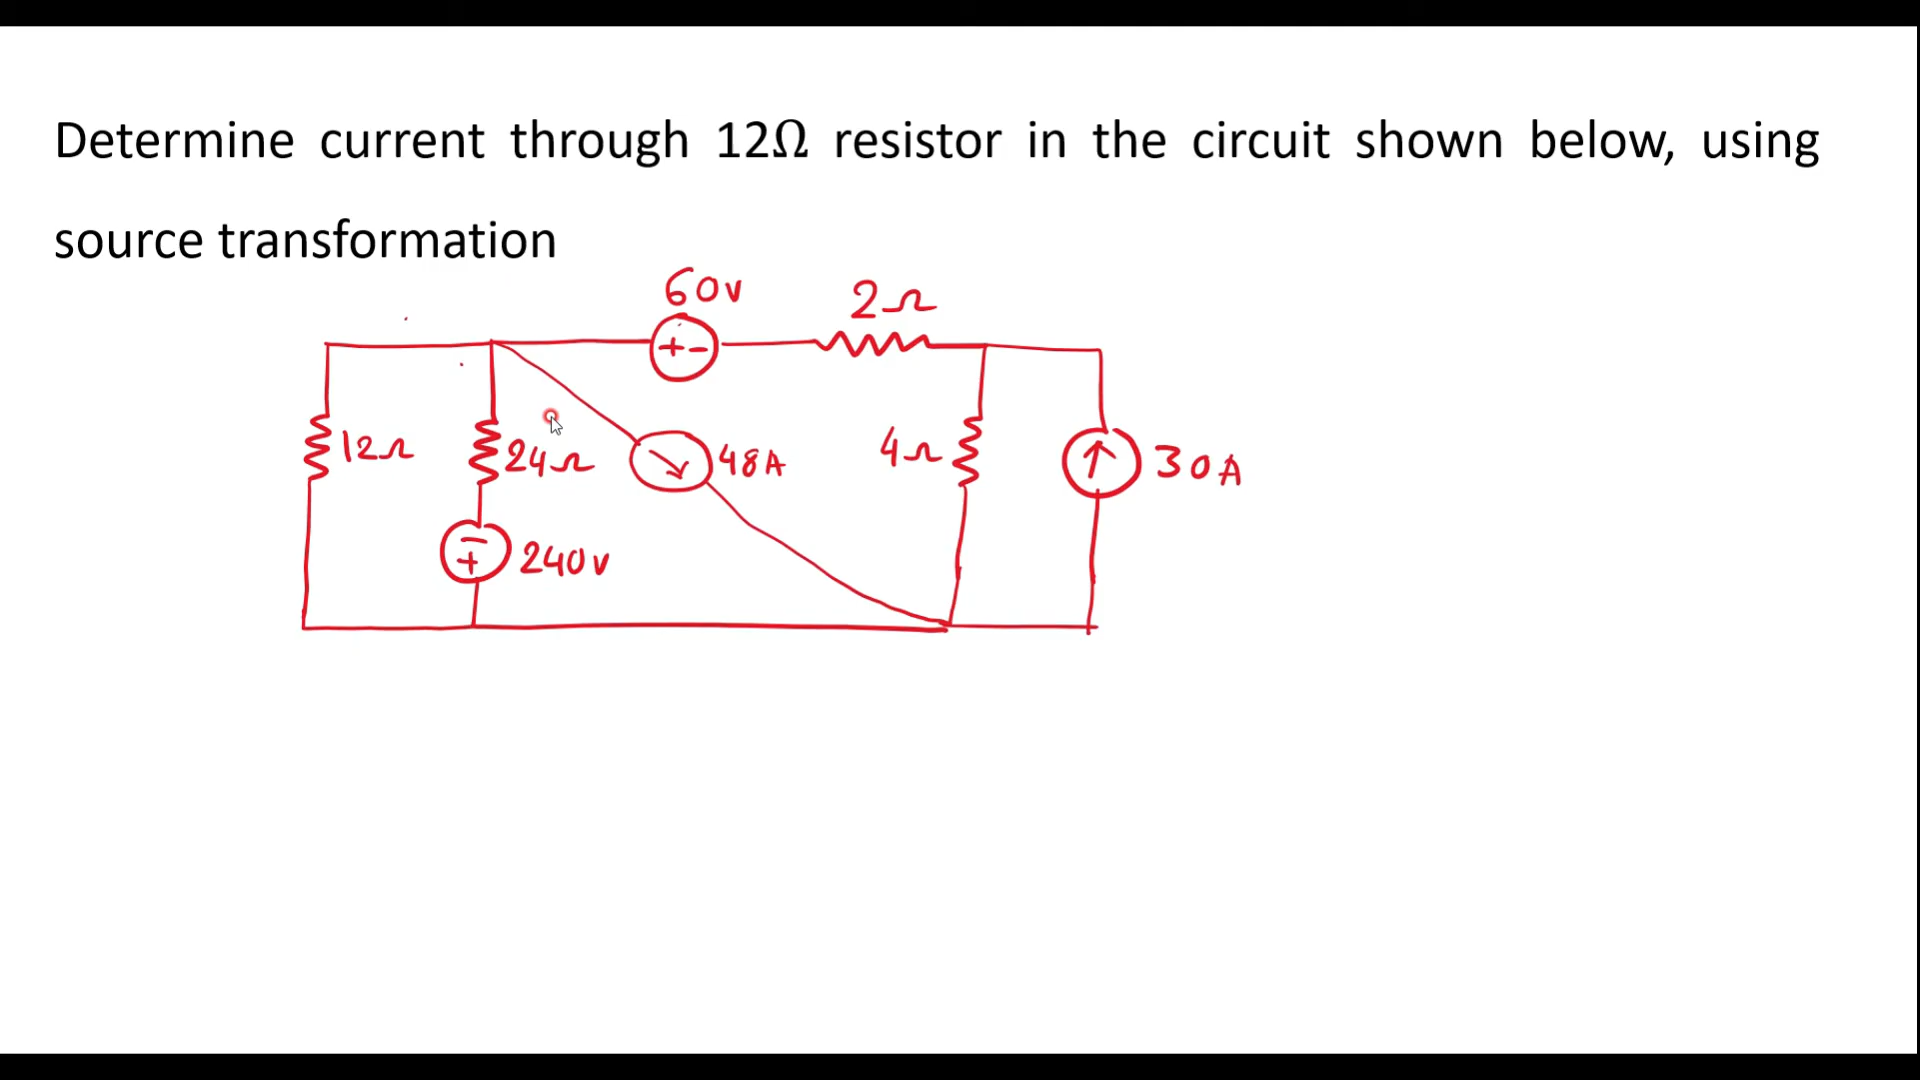 Determine current through 12Ω resistor in the circuit shown below, using
source transformation
60v
2Ω
+ -
12Ω
24Ω
48A
4Ω
30A
-
+
240v